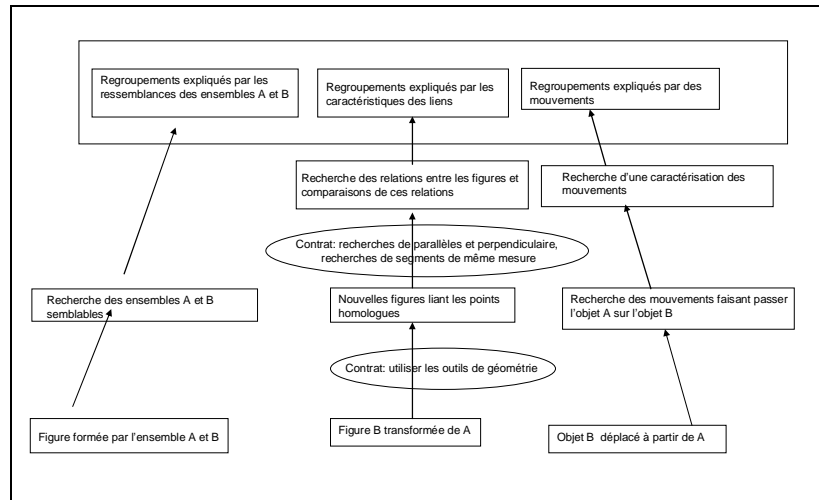 Regroupements expliqués par les
ressemblances des ensembles A et B
Regroupements expliqués par les
caractéristiques des liens
Regroupements expliqués par des
mouvements
Recherche des relations entre les figures et
comparaisons de ces relations
Recherche d'une caractérisation des
mouvements
Contrat: recherches de parallèles et perpendiculaire,
recherches de segments de même mesure
Recherche des ensembles A et B
semblables
Nouvelles figures liant les points
homologues
Recherche des mouvements faisant passer
l'objet A sur l'objet B
Contrat: utiliser les outils de géométrie
Figure formée par l'ensemble A et B
Figure B transformée de A
Objet B déplacé à partir de A